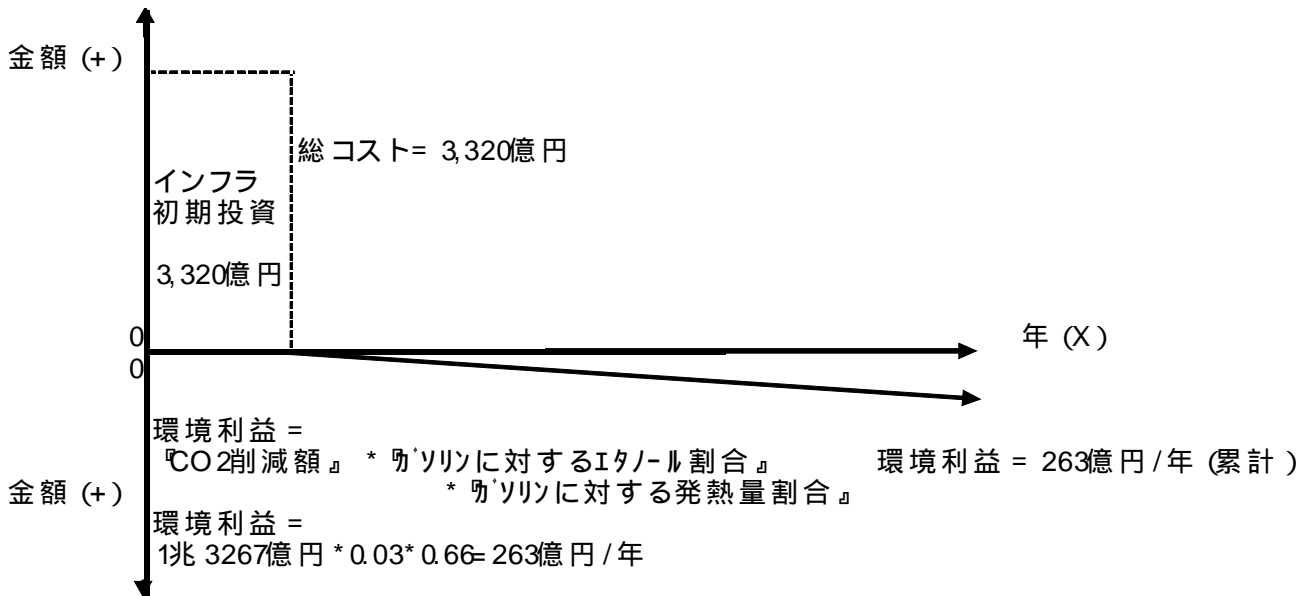 金額 (+)
総コスト= 3,320億円
インフラ
初期投資
3,320億円
0
年 (X)
0
環境利益 =
『CO2削減額』 * 『ｶﾞｿﾘﾝに対するｴﾀﾉｰﾙ割合』
* 『ｶﾞｿﾘﾝに対する発熱量割合』
環境利益 = 263億円/年 (累計)
金額 (+)
環境利益 =
1兆3267億円*0.03*0.66=263億円/年